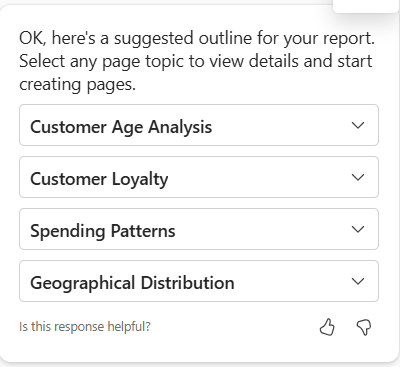 OK, here's a suggested outline for your report.
Select any page topic to view details and start
creating pages.
Customer Age Analysis
Customer Loyalty
Spending Patterns
Geographical Distribution
Is this response helpful?